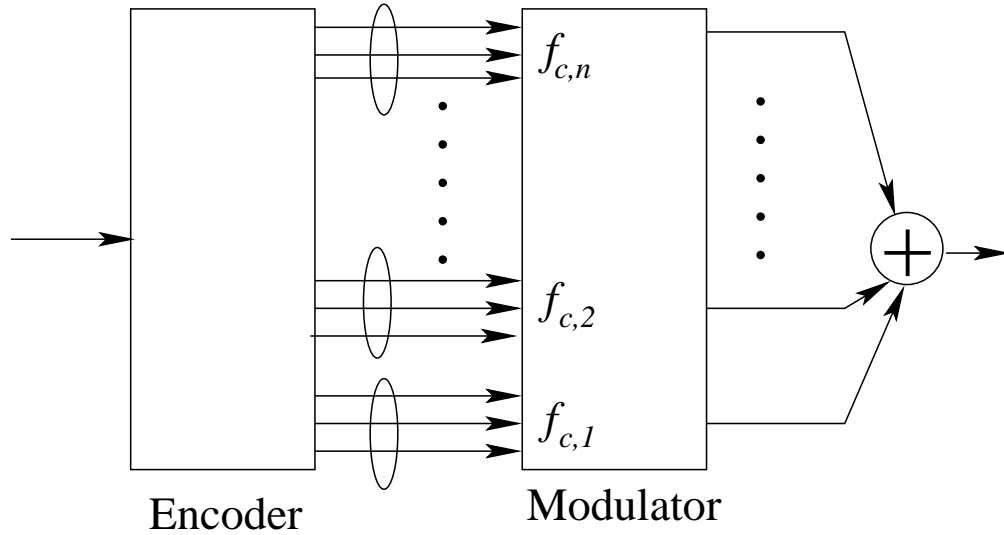 f_{c,n}
f_{c,2}
f_{c,1}
Encoder
Modulator